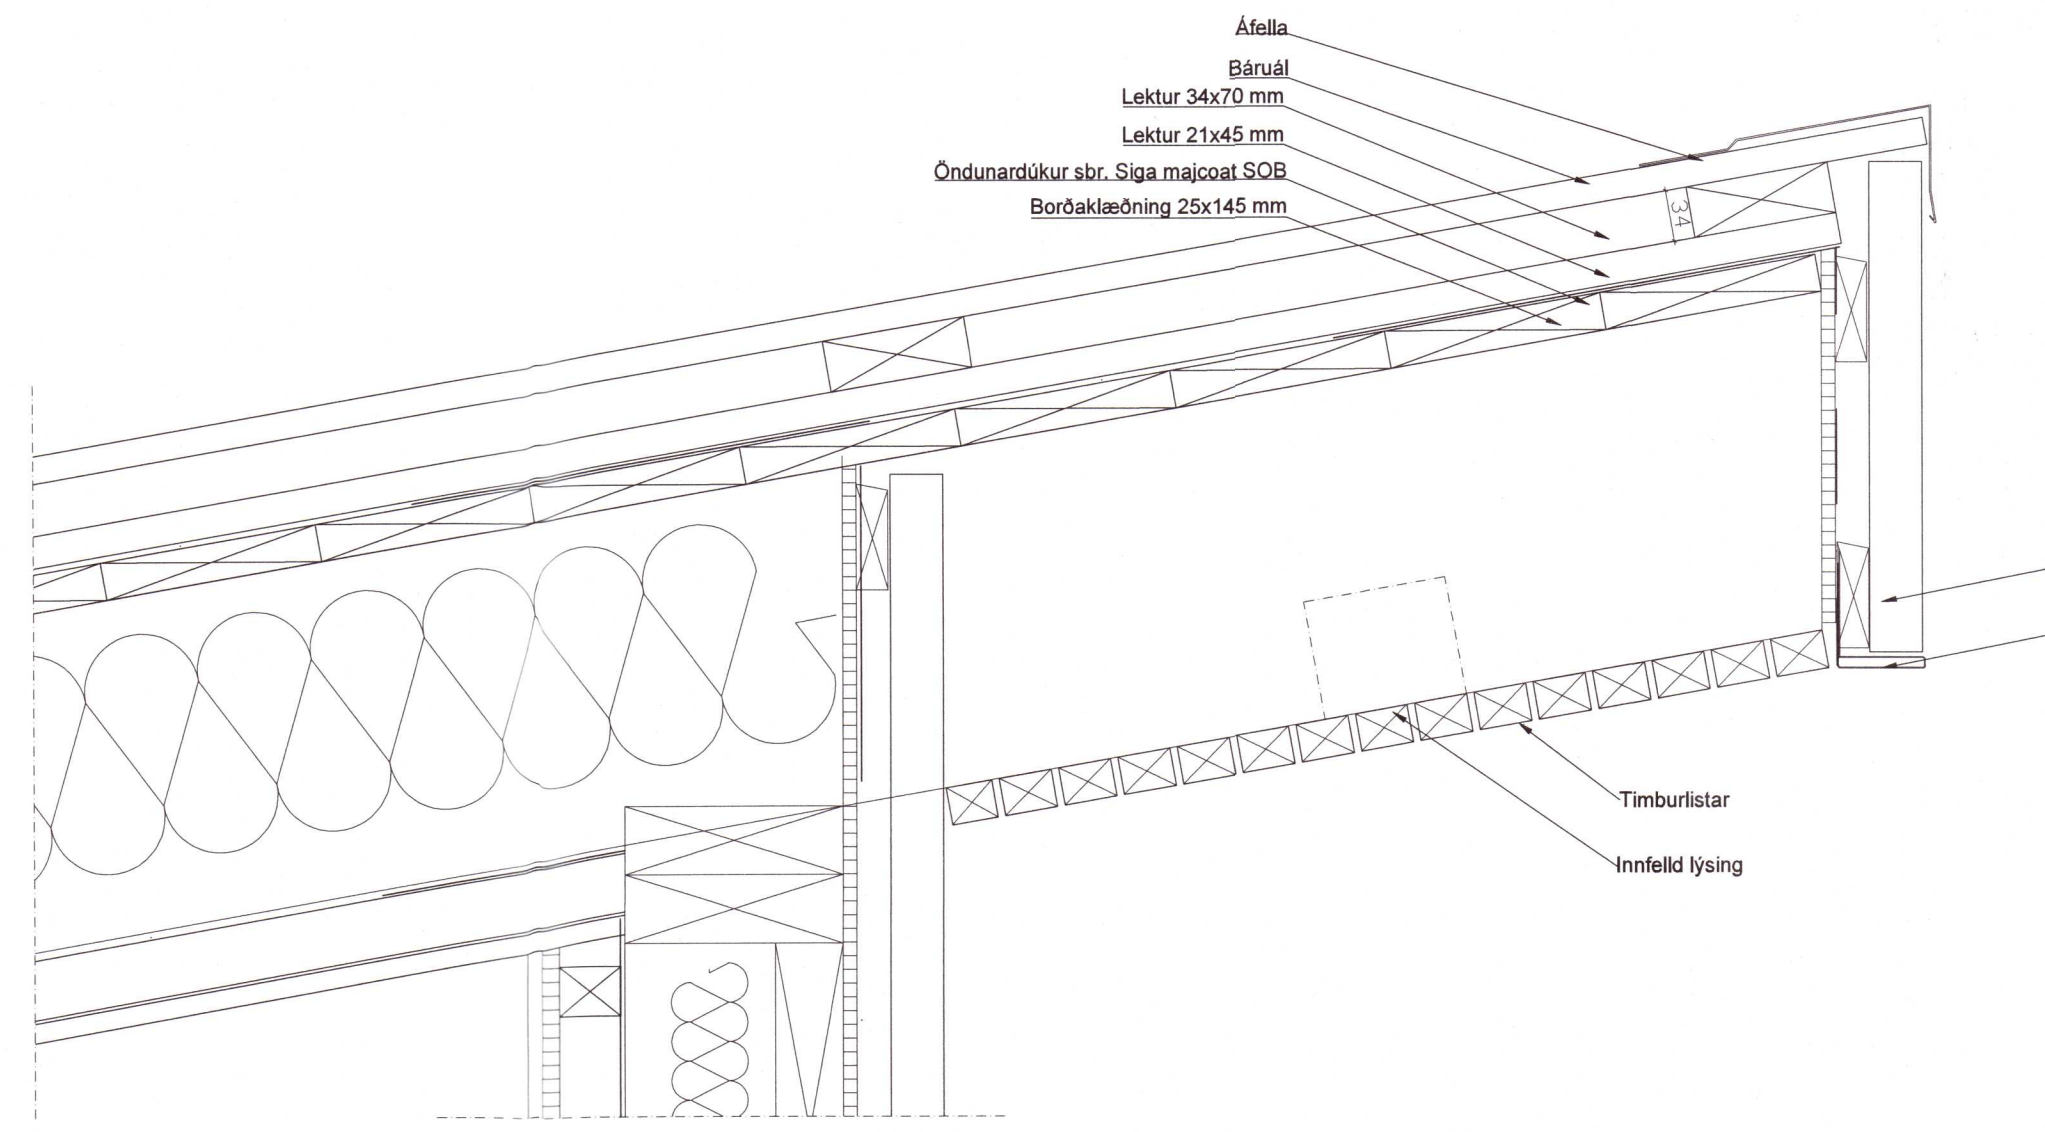 Áfella
Báruál
Lektur 34x70 mm
Lektur 21x45 mm
Öndunardúkur sbr. Siga majcoat SOB
Borðaklæðning 25x145 mm
34
Timburlistar
Innfelld lýsing